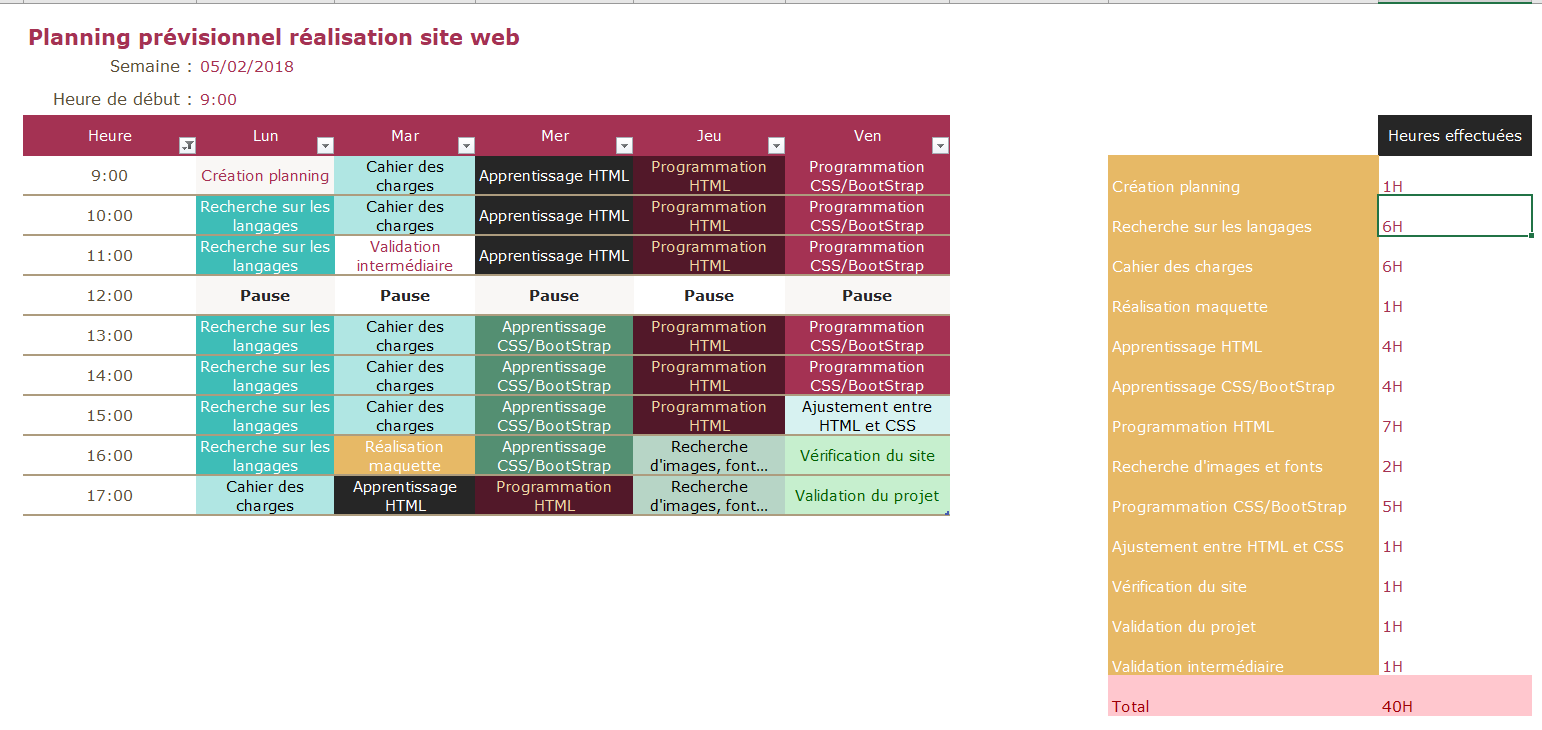 Planning prévisionnel réalisation site web
Semaine : 05/02/2018
Heure de début : 9:00
Heure Lun Mar Mer Jeu Ven
9:00 Création planning Cahier des charges Apprentissage HTML Programmation HTML Programmation CSS/BootStrap
10:00 Recherche sur les langages Cahier des charges Apprentissage HTML Programmation HTML Programmation CSS/BootStrap
11:00 Recherche sur les langages Validation intermédiaire Apprentissage HTML Programmation HTML Programmation CSS/BootStrap
12:00 Pause Pause Pause Pause Pause
13:00 Recherche sur les langages Cahier des charges Apprentissage CSS/BootStrap Programmation HTML Programmation CSS/BootStrap
14:00 Recherche sur les langages Cahier des charges Apprentissage CSS/BootStrap Programmation HTML Programmation CSS/BootStrap
15:00 Recherche sur les langages Cahier des charges Apprentissage CSS/BootStrap Programmation HTML Ajustement entre HTML et CSS
16:00 Recherche sur les langages Réalisation maquette Apprentissage CSS/BootStrap Recherche d'images, font... Vérification du site
17:00 Cahier des charges Apprentissage HTML Programmation HTML Recherche d'images, font... Validation du projet
Heures effectuées
Création planning 1H
Recherche sur les langages 6H
Cahier des charges 6H
Réalisation maquette 1H
Apprentissage HTML 4H
Apprentissage CSS/BootStrap 4H
Programmation HTML 7H
Recherche d'images et fonts 2H
Programmation CSS/BootStrap 5H
Ajustement entre HTML et CSS 1H
Vérification du site 1H
Validation du projet 1H
Validation intermédiaire 1H
Total 40H